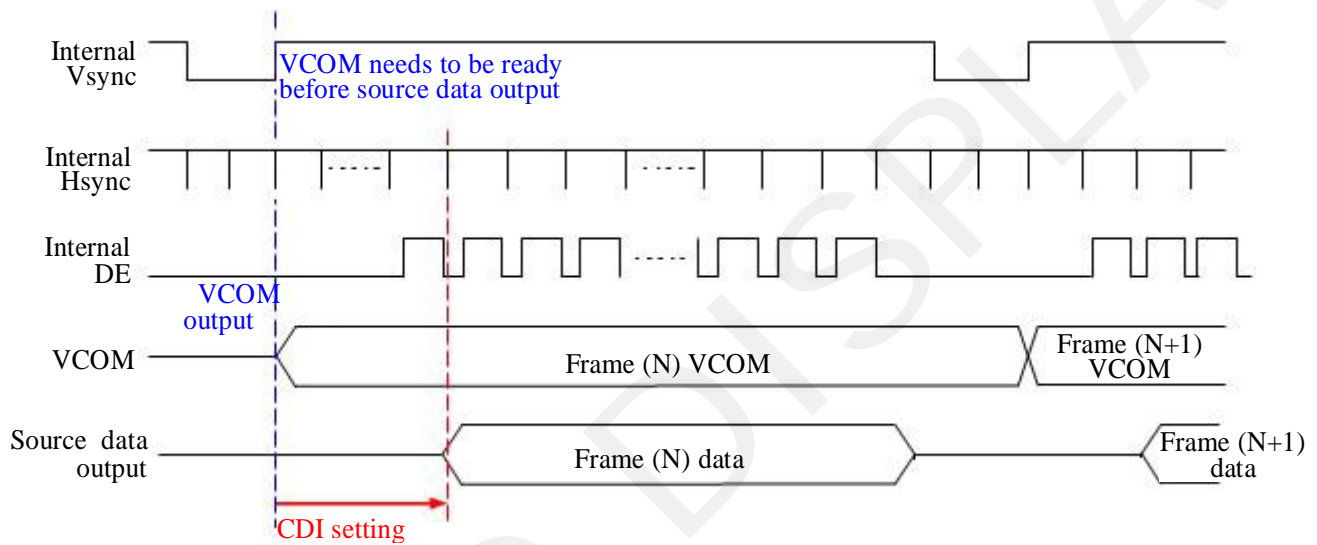 Internal
Vsync
VCOM needs to be ready
before source data output
Internal
Hsync
Internal
DE
VCOM
output
VCOM
Frame (N) VCOM
Frame (N+1)
VCOM
Source data
output
Frame (N) data
Frame (N+1)
data
CDI setting
DISPLA